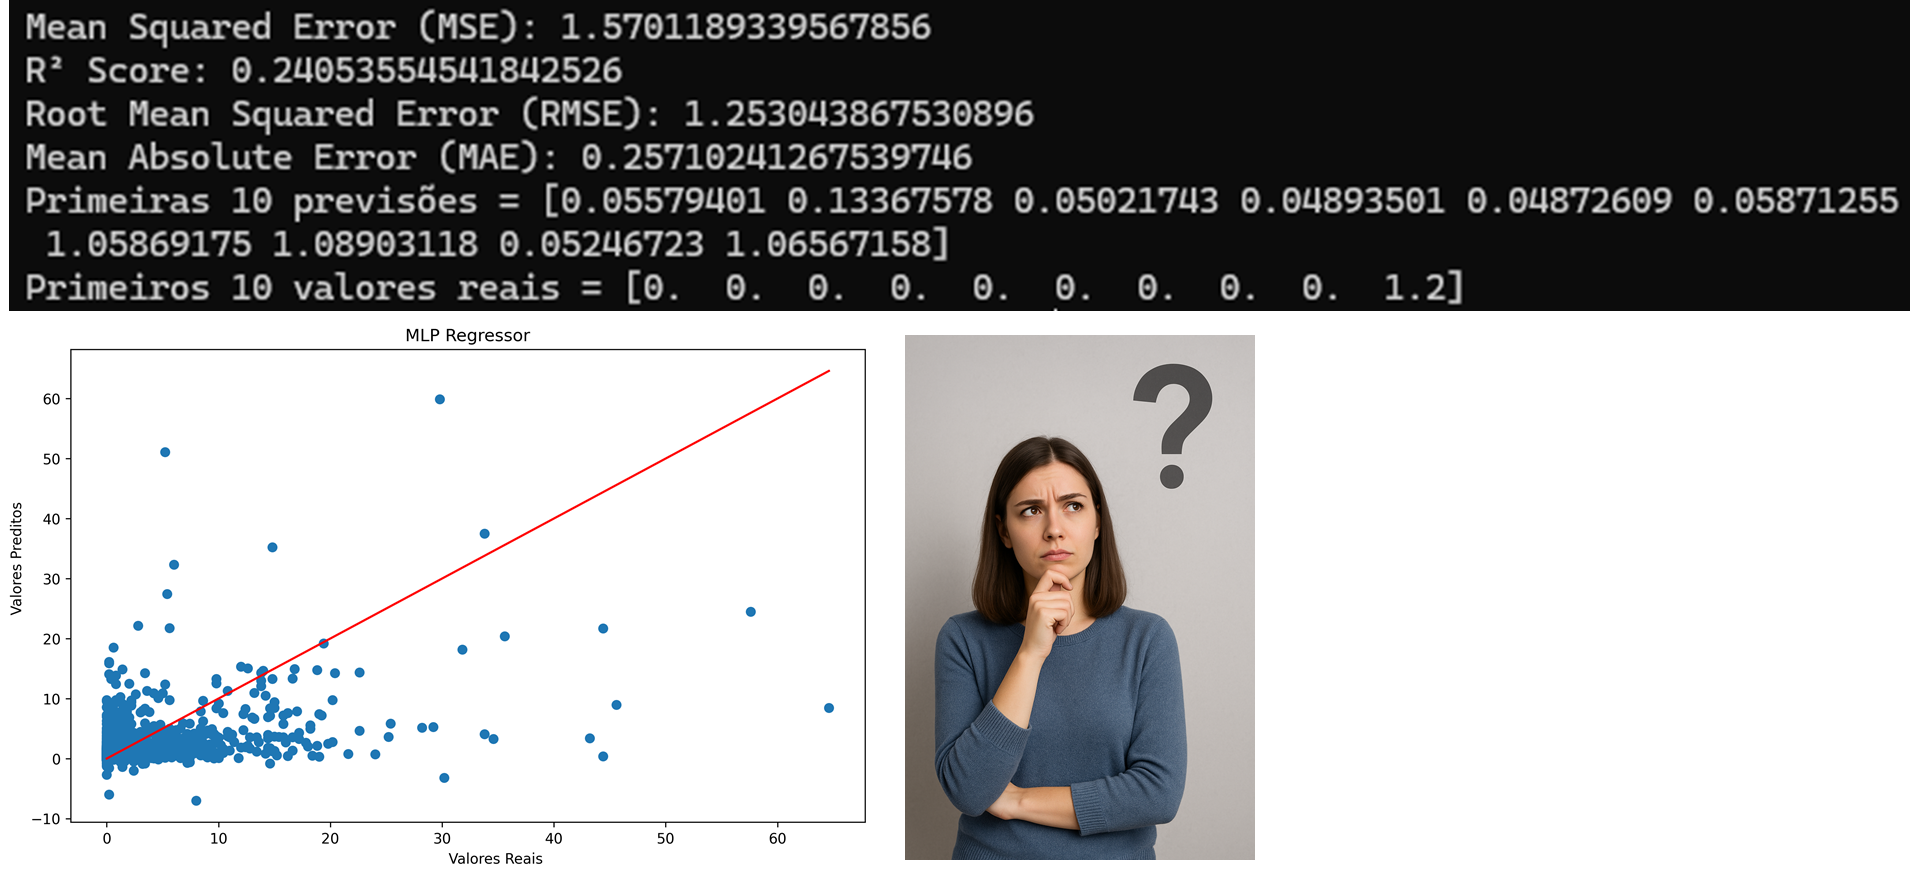 Mean Squared Error (MSE): 1.5701189339567856
R² Score: 0.24053554541842526
Root Mean Squared Error (RMSE): 1.253043867530896
Mean Absolute Error (MAE): 0.25710241267539746
Primeiras 10 previsões = [0.05579401 0.13367578 0.05021743 0.04893501 0.04872609 0.05871255
1.05869175 1.08903118 0.05246723 1.06567158]
Primeiros 10 valores reais = [0. 0. 0. 0. 0. 0. 0. 0. 0. 1.2]
MLP Regressor
Valores Preditos
60
50
40
30
20
10
0
−10
0 10 20 30 40 50 60
Valores Reais
?